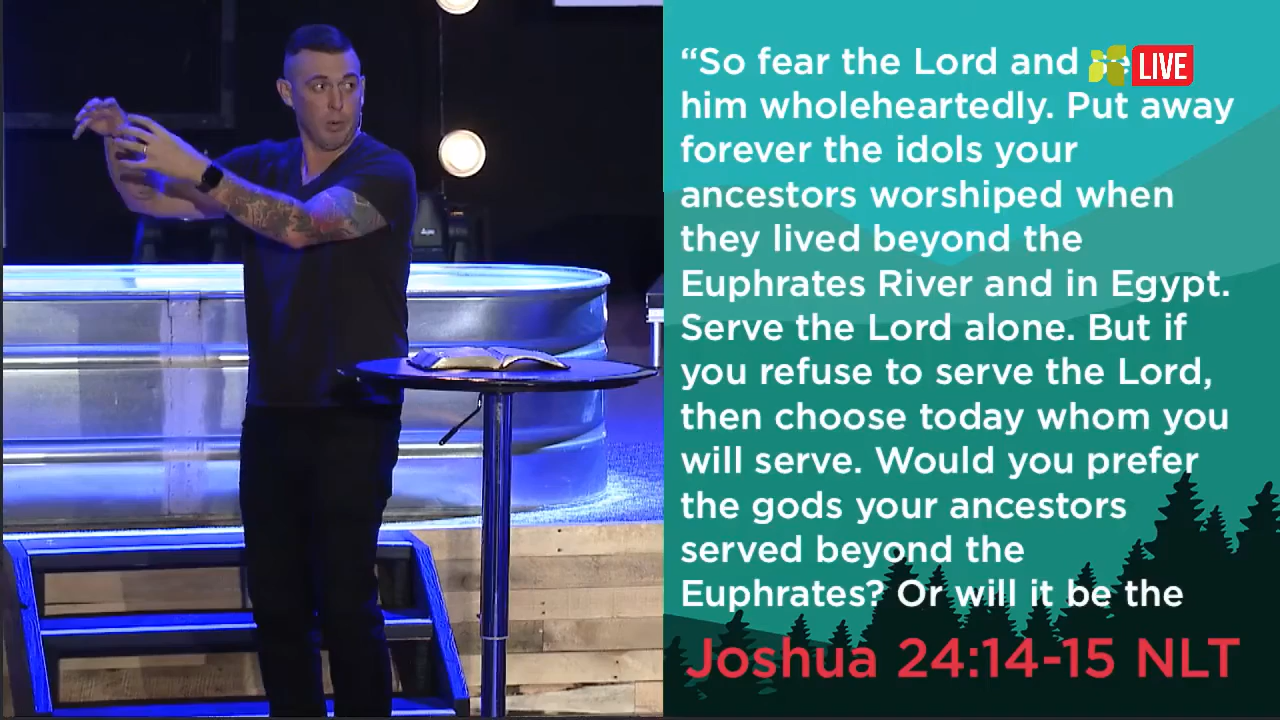 “So fear the Lord and
LIVE
him wholeheartedly. Put away
forever the idols your
ancestors worshiped when
they lived beyond the
Euphrates River and in Egypt.
Serve the Lord alone. But if
you refuse to serve the Lord,
then choose today whom you
will serve. Would you prefer
the gods your ancestors
served beyond the
Euphrates? Or will it be the
Joshua 24:14-15 NLT